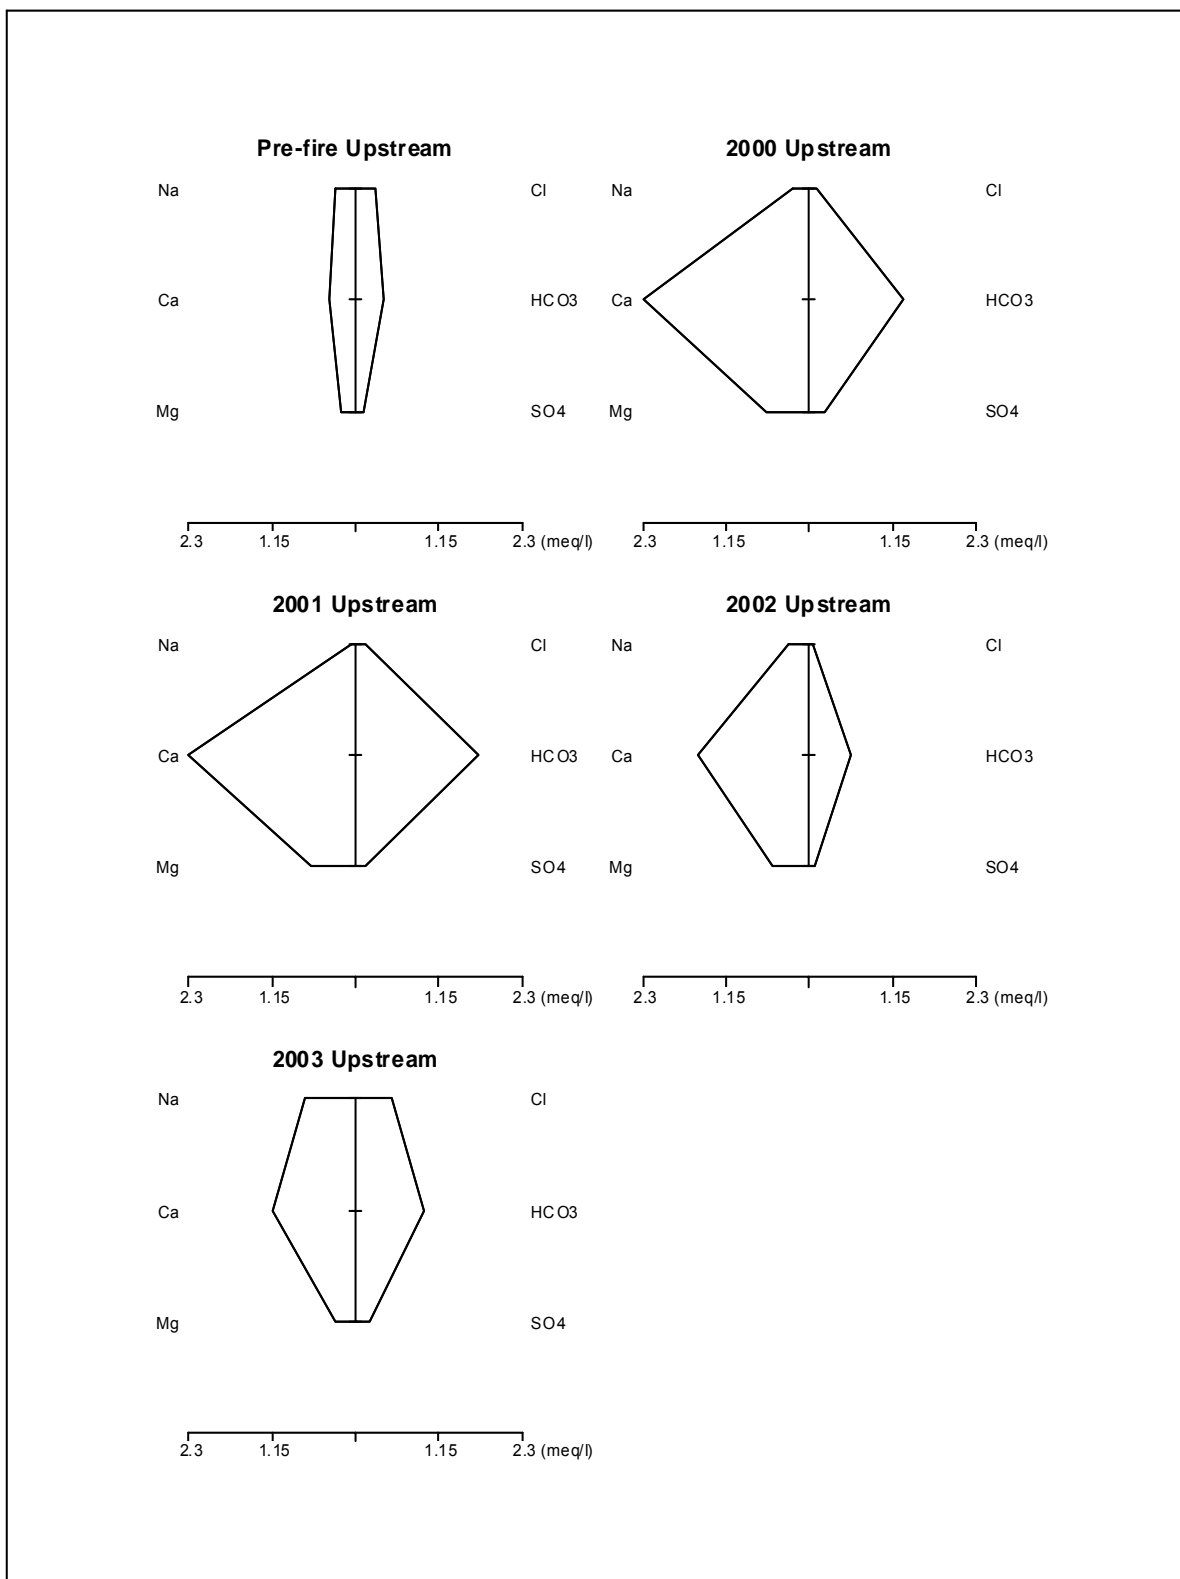 Pre-fire Upstream
2000 Upstream
Na
Cl
Na
Cl
Ca
HCO3
Ca
HCO3
Mg
SO4
Mg
SO4
2.3 1.15 1.15 2.3 (meq/l)
2.3 1.15 1.15 2.3 (meq/l)
2001 Upstream
2002 Upstream
Na
Cl
Na
Cl
Ca
HCO3
Ca
HCO3
Mg
SO4
Mg
SO4
2.3 1.15 1.15 2.3 (meq/l)
2.3 1.15 1.15 2.3 (meq/l)
2003 Upstream
Na
Cl
Ca
HCO3
Mg
SO4
2.3 1.15 1.15 2.3 (meq/l)